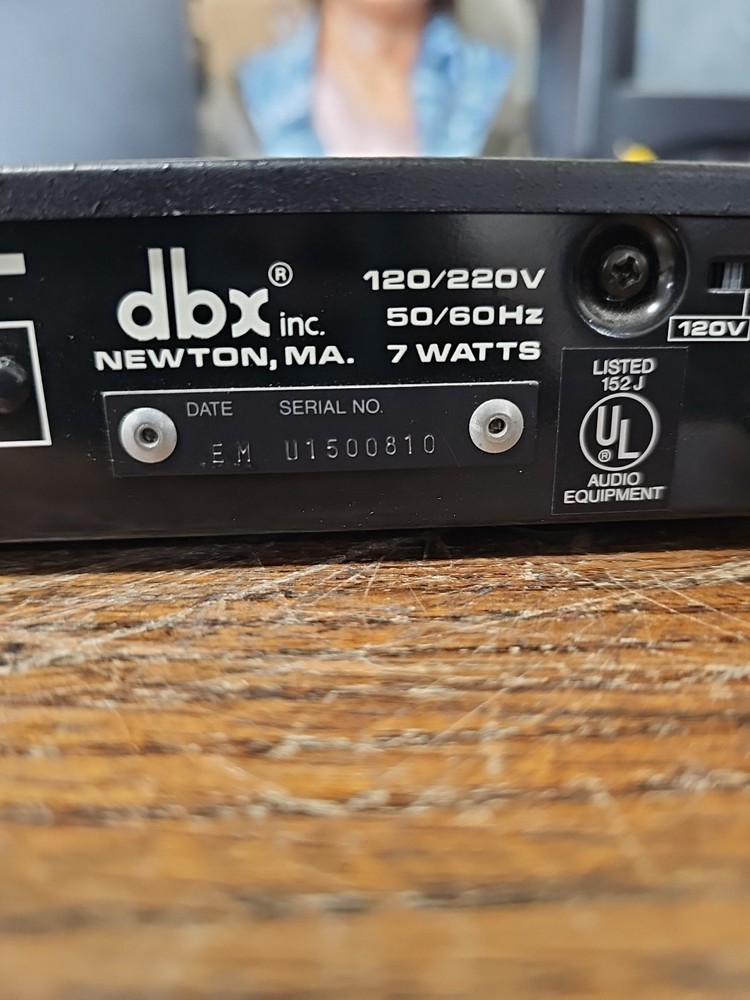 dbx® inc.
NEWTON, MA.
120/220V
50/60Hz
7 WATTS
DATE SERIAL NO.
EM U1500810
120V
LISTED
152J
UL®
AUDIO
EQUIPMENT